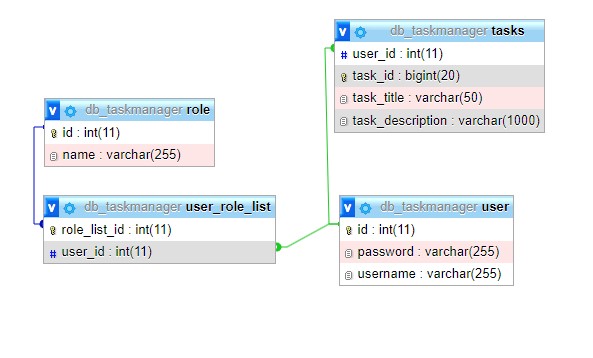 db_taskmanager tasks
# user_id : int(11)
task_id : bigint(20)
task_title : varchar(50)
task_description : varchar(1000)
db_taskmanager role
id : int(11)
name : varchar(255)
db_taskmanager user_role_list
role_list_id : int(11)
# user_id : int(11)
db_taskmanager user
id : int(11)
password : varchar(255)
username : varchar(255)